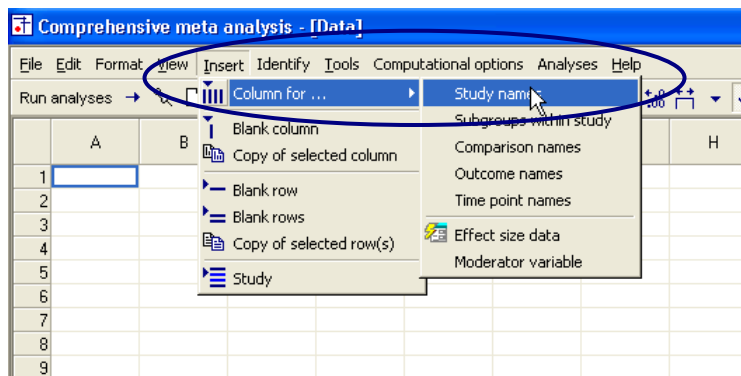 Comprehensive meta analysis - [Data]
File Edit Format View Insert Identify Tools Computational options Analyses Help
Run analyses
Column for ...
Blank column
Copy of selected column
Blank row
Blank rows
Copy of selected row(s)
Study
Study names
Subgroups within study
Comparison names
Outcome names
Time point names
Effect size data
Moderator variable
A B H
1
2
3
4
5
6
7
8
9